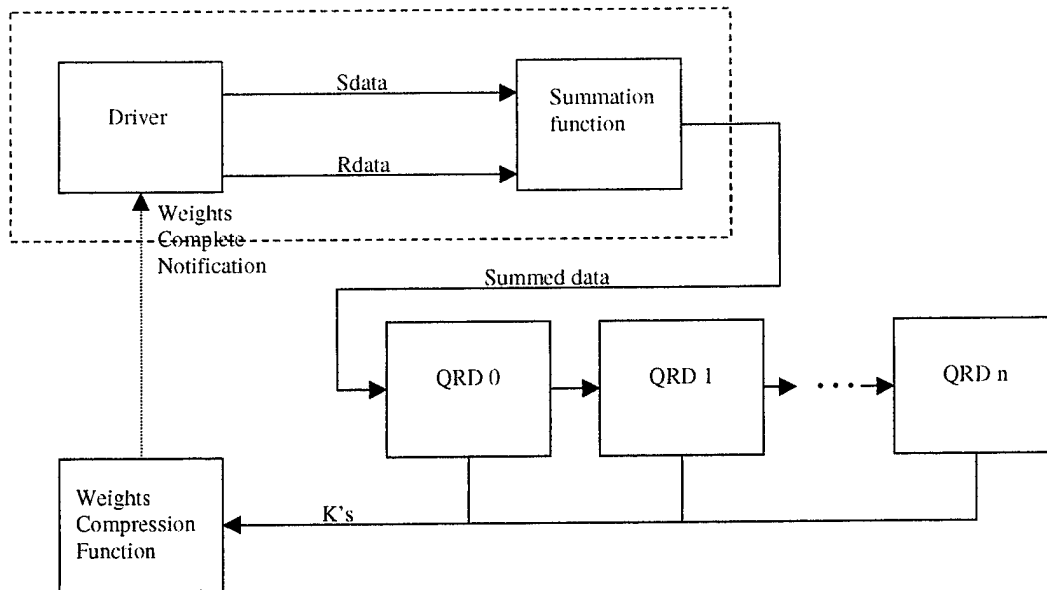 Driver
Sdata
Rdata
Summation
function
Weights
Complete
Notification
Summed data
QRD 0
QRD 1
QRD n
Weights
Compression
Function
K's